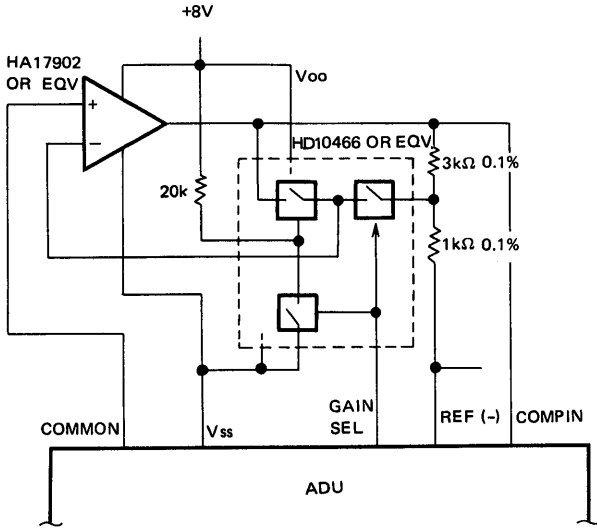 +8V
HA17902
OR EQV
Voo
+
−
HD10466 OR EQV
3kΩ 0.1%
20k
1kΩ 0.1%
GAIN
SEL
COMMON
Vss
REF (-)
COMPIN
ADU